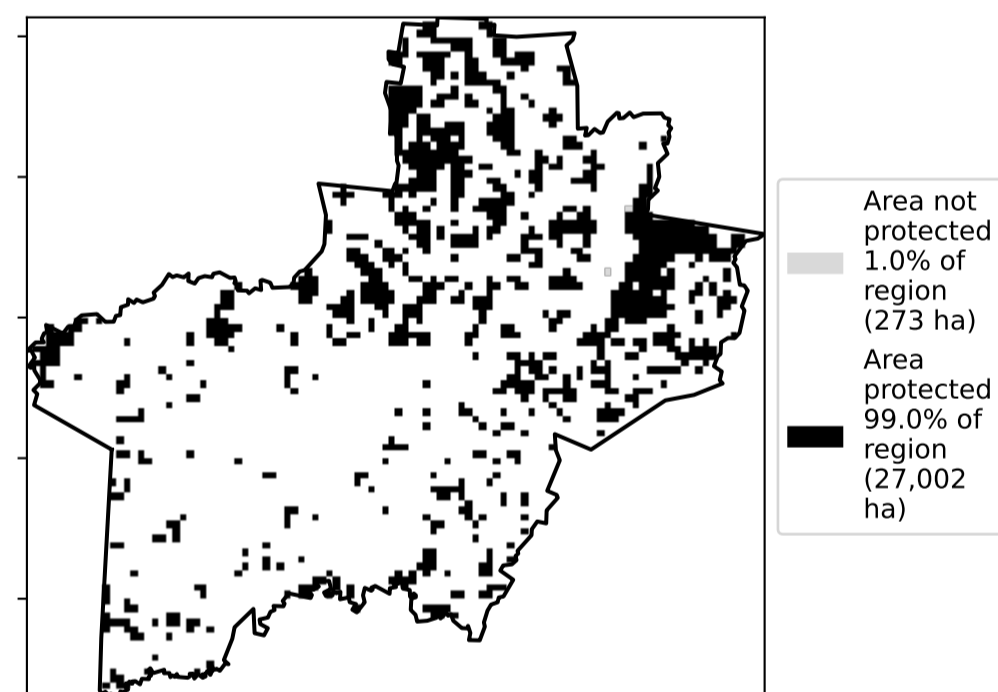 Area not
protected
1.0% of
region
(273 ha)
Area
protected
99.0% of
region
(27,002
ha)